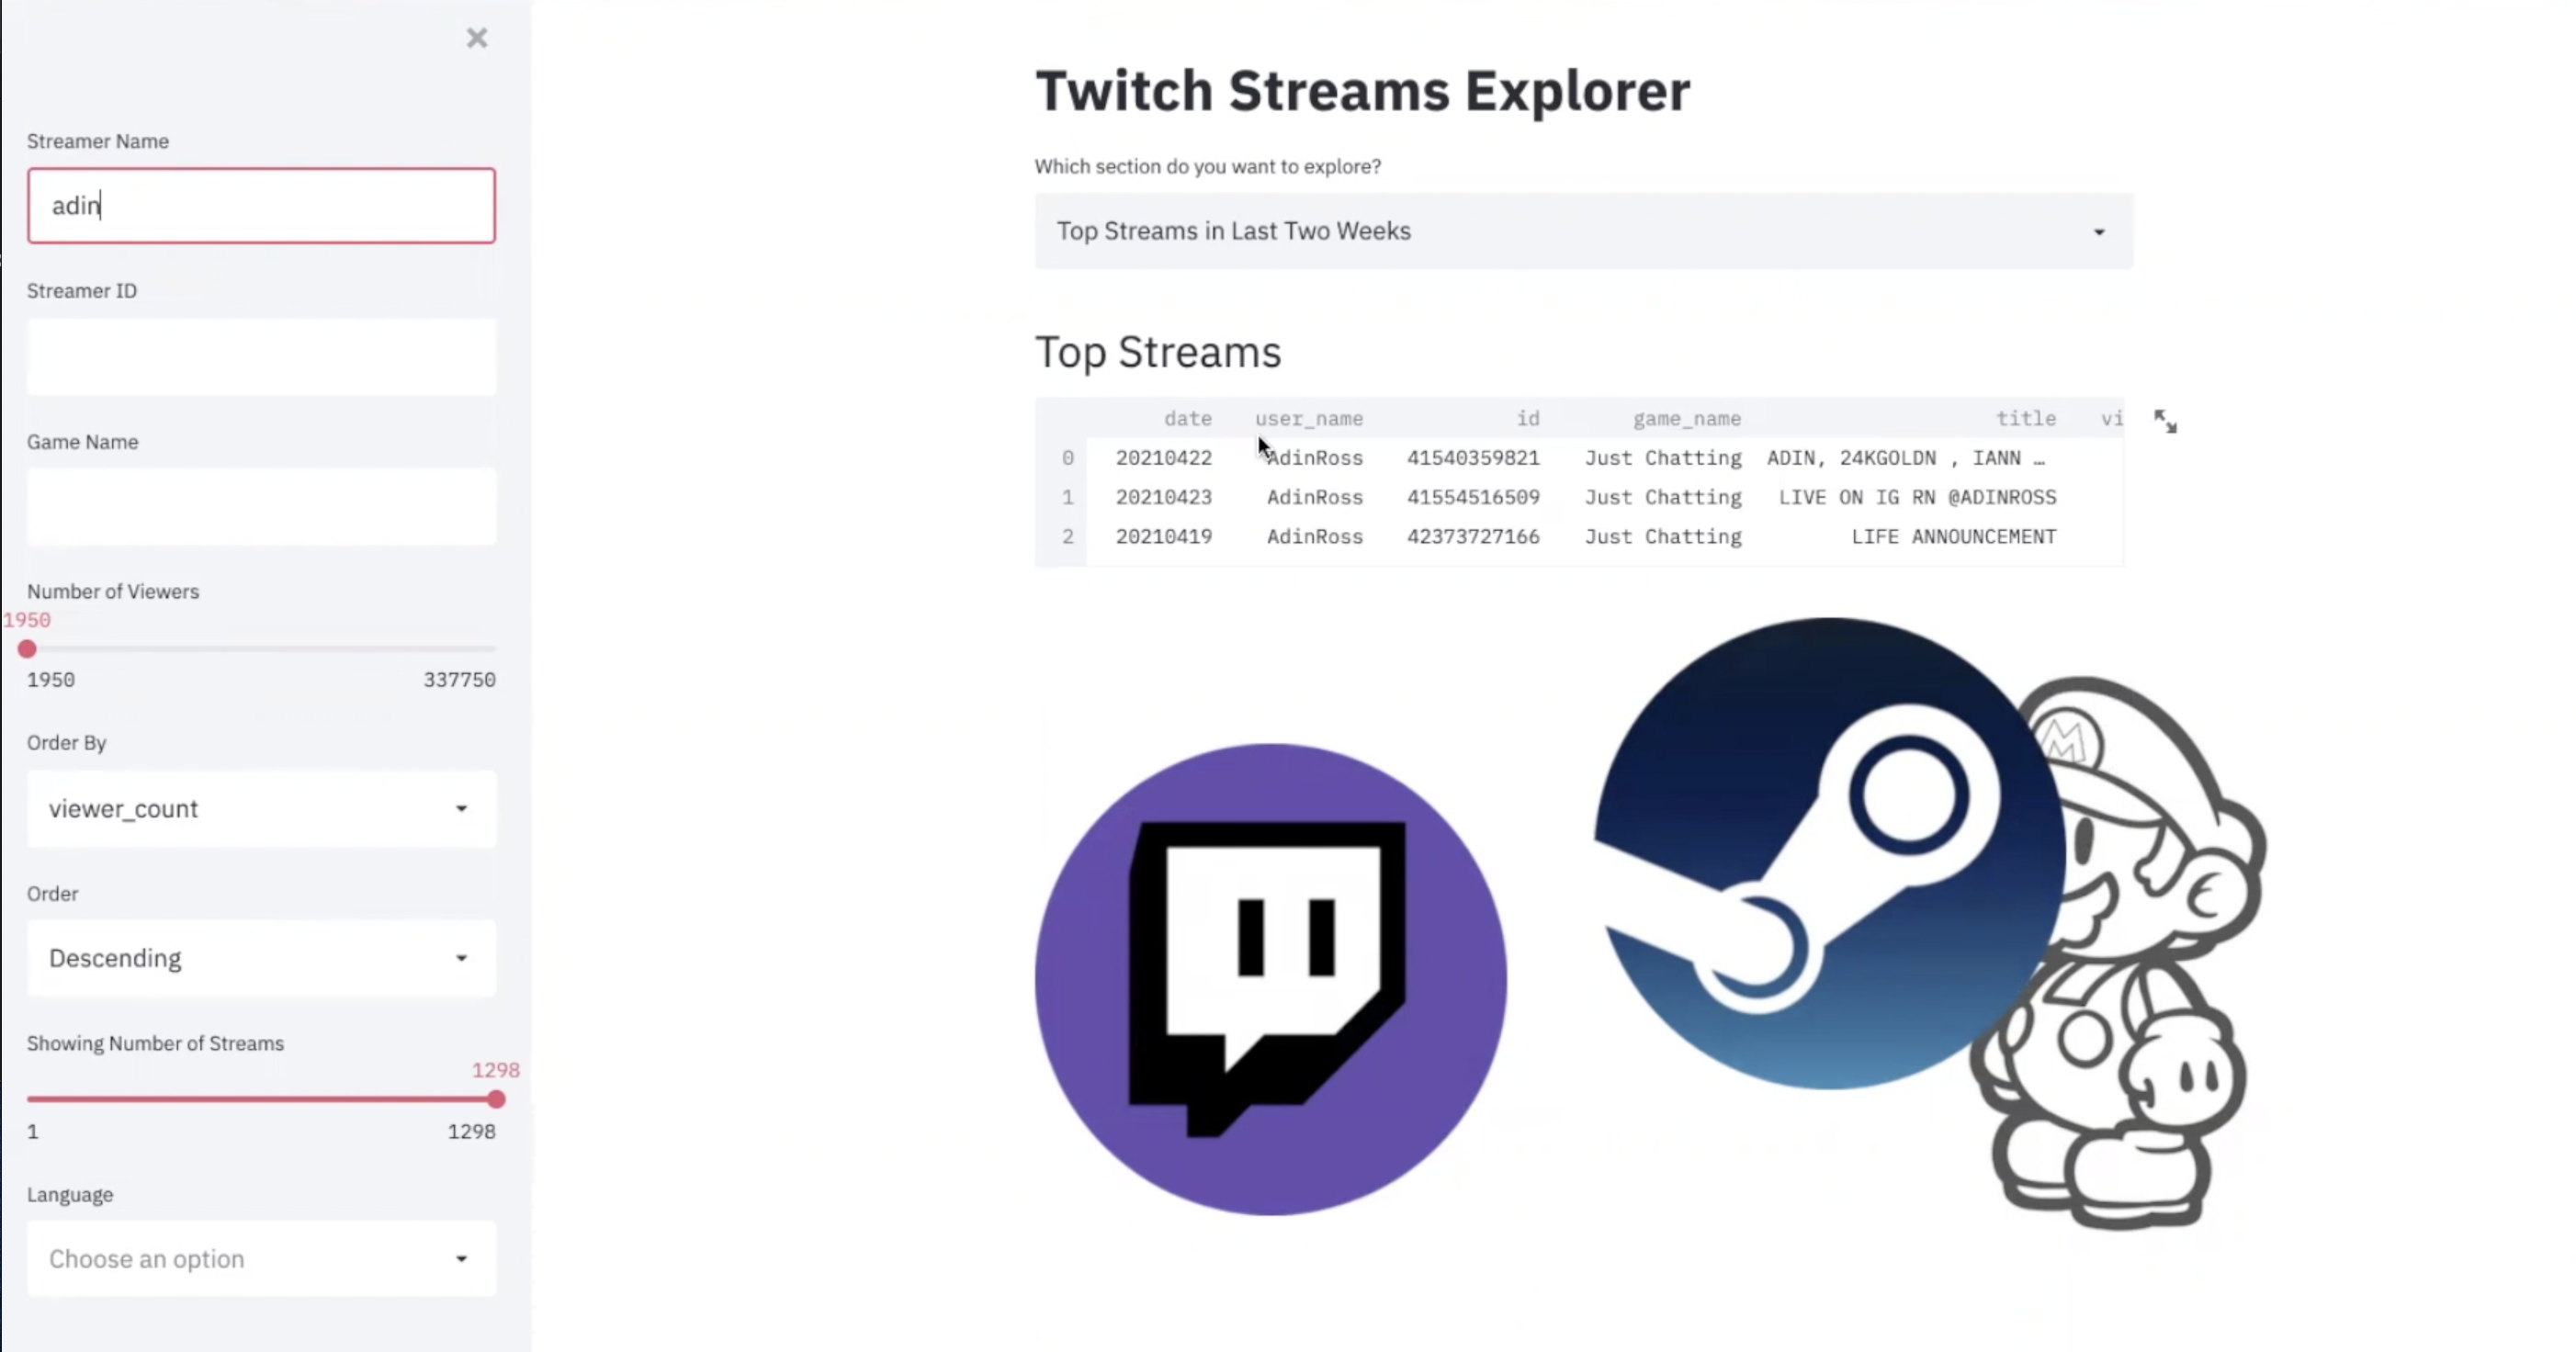 Streamer Name
adin
Streamer ID
Game Name
Number of Viewers
1950
1950 337750
Order By
viewer_count
Order
Descending
Showing Number of Streams
1298
1 1298
Language
Choose an option
Twitch Streams Explorer
Which section do you want to explore?
Top Streams in Last Two Weeks
Top Streams
date user_name id game_name title vi
0 20210422 AdinRoss 41540359821 Just Chatting ADIN, 24KGOLDN , IANN …
1 20210423 AdinRoss 41554516509 Just Chatting LIVE ON IG RN @ADINROSS
2 20210419 AdinRoss 42373727166 Just Chatting LIFE ANNOUNCEMENT
M